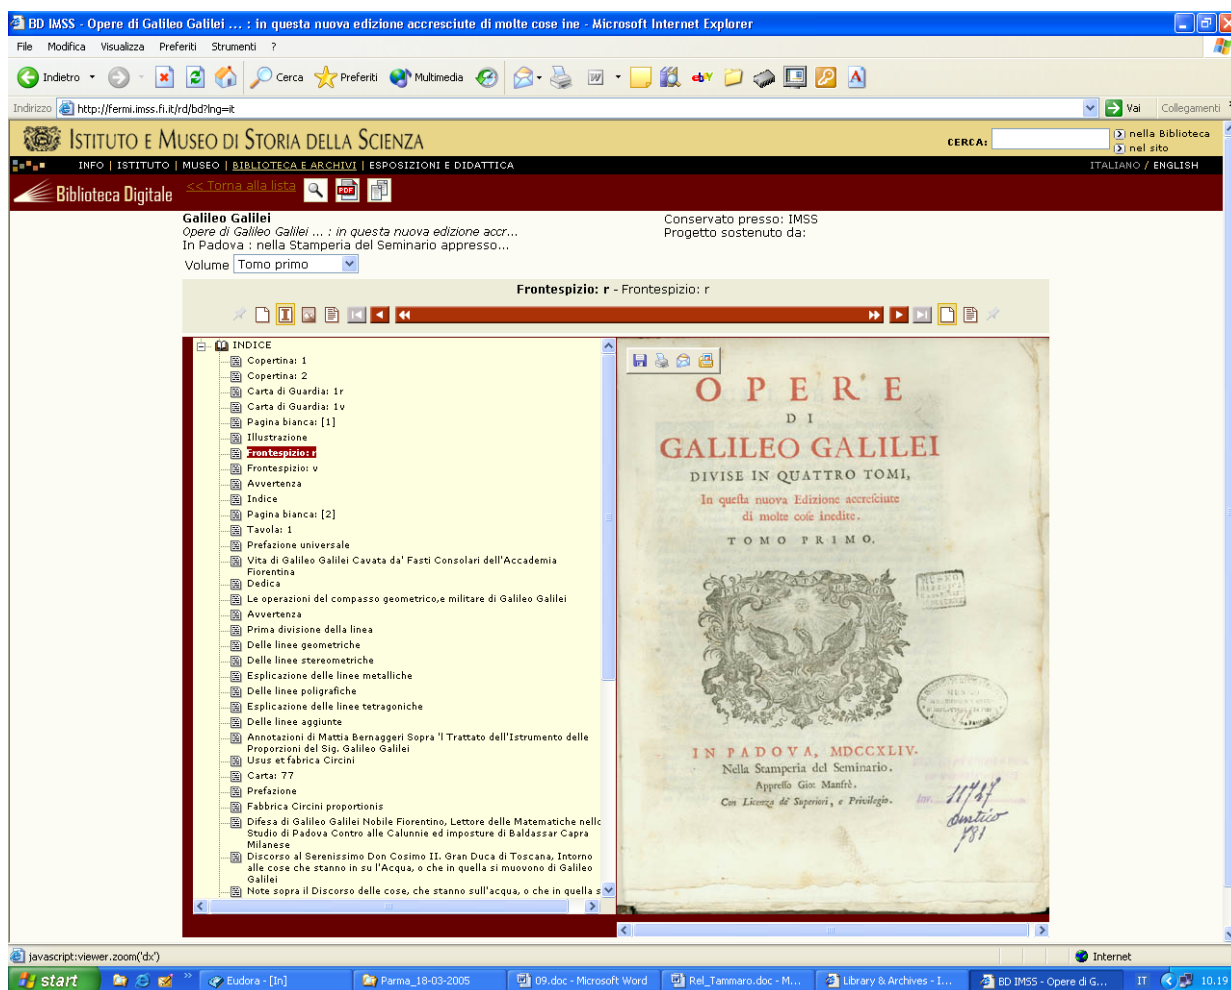 BD IMSS - Opere di Galileo Galilei ... : in questa nuova edizione accresciute di molte cose ine - Microsoft Internet Explorer
File Modifica Visualizza Preferiti Strumenti ?
Indietro Cerca Preferiti Multimedia
Indirizzo http://fermi.imss.fi.it/rd/bd?lng=it Vai Collegamenti
ISTITUTO E MUSEO DI STORIA DELLA SCIENZA CERCA: nella Biblioteca
nel sito
INFO | ISTITUTO | MUSEO | BIBLIOTECA E ARCHIVI | ESPOSIZIONI E DIDATTICA ITALIANO / ENGLISH
Biblioteca Digitale << Torna alla lista PDF
Galileo Galilei Conservato presso: IMSS
Opere di Galileo Galilei ... : in questa nuova edizione accr... Progetto sostenuto da:
In Padova : nella Stamperia del Seminario appresso...
Volume Tomo primo
Frontespizio: r - Frontespizio: r
INDICE
Copertina: 1
Copertina: 2
Carta di Guardia: 1r
Carta di Guardia: 1v
Pagina bianca: [1]
Illustrazione
Frontespizio: r
Frontespizio: v
Avvertenza
Indice
Pagina bianca: [2]
Tavola: 1
Prefazione universale
Vita di Galileo Galilei Cavata da' Fasti Consolari dell'Accademia
Fiorentina
Dedica
Le operazioni del compasso geometrico,e militare di Galileo Galilei
Avvertenza
Prima divisione della linea
Delle linee geometriche
Delle linee stereometriche
Esplicazione delle linee metalliche
Delle linee poligrafiche
Esplicazione delle linee tetragoniche
Delle linee aggiunte
Annotazioni di Mattia Bernaggeri Sopra 'l Trattato dell'Istrumento delle
Proporzioni del Sig. Galileo Galilei
Usus et fabrica Circini
Carta: 77
Prefazione
Fabbrica Circini proportionis
Difesa di Galileo Galilei Nobile Fiorentino, Lettore delle Matematiche nello
Studio di Padova Contro alle Calunnie ed imposture di Baldassar Capra
Milanese
Discorso al Serenissimo Don Cosimo II. Gran Duca di Toscana, Intorno
alle cose che stanno in su l'Acqua, o che in quella si muovono di Galileo
Galilei
Note sopra il Discorso delle cose, che stanno sull'acqua, o che in quella s
OPERE
DI
GALILEO GALILEI
DIVISE IN QUATTRO TOMI,
In questa nuova Edizione accresciute
di molte cose inedite.
TOMO PRIMO.
IN PADOVA, MDCCXLIV.
Nella Stamperia del Seminario.
Appresso Gio: Manfrè.
Con Licenza de' Superiori, e Privilegio.
Inv. 11727
antico
781
javascript:viewer.zoom('dx') Internet
start Eudora - [In] Parma_18-03-2005 09.doc - Microsoft Word Rel_Tammaro.doc - M... Library & Archives - I... BD IMSS - Opere di G... IT 10.19